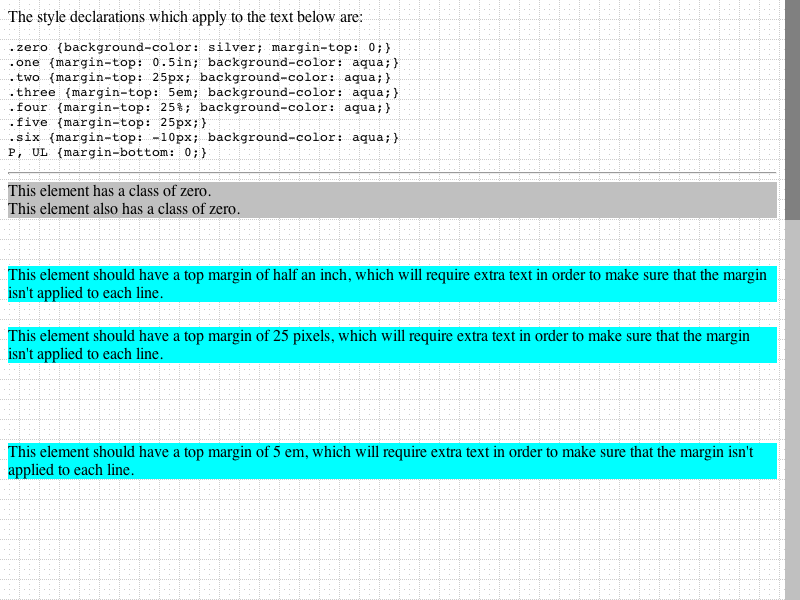 The style declarations which apply to the text below are:
.zero {background-color: silver; margin-top: 0;}
.one {margin-top: 0.5in; background-color: aqua;}
.two {margin-top: 25px; background-color: aqua;}
.three {margin-top: 5em; background-color: aqua;}
.four {margin-top: 25%; background-color: aqua;}
.five {margin-top: 25px;}
.six {margin-top: -10px; background-color: aqua;}
P, UL {margin-bottom: 0;}
This element has a class of zero.
This element also has a class of zero.
This element should have a top margin of half an inch, which will require extra text in order to make sure that the margin
isn't applied to each line.
This element should have a top margin of 25 pixels, which will require extra text in order to make sure that the margin
isn't applied to each line.
This element should have a top margin of 5 em, which will require extra text in order to make sure that the margin isn't
applied to each line.